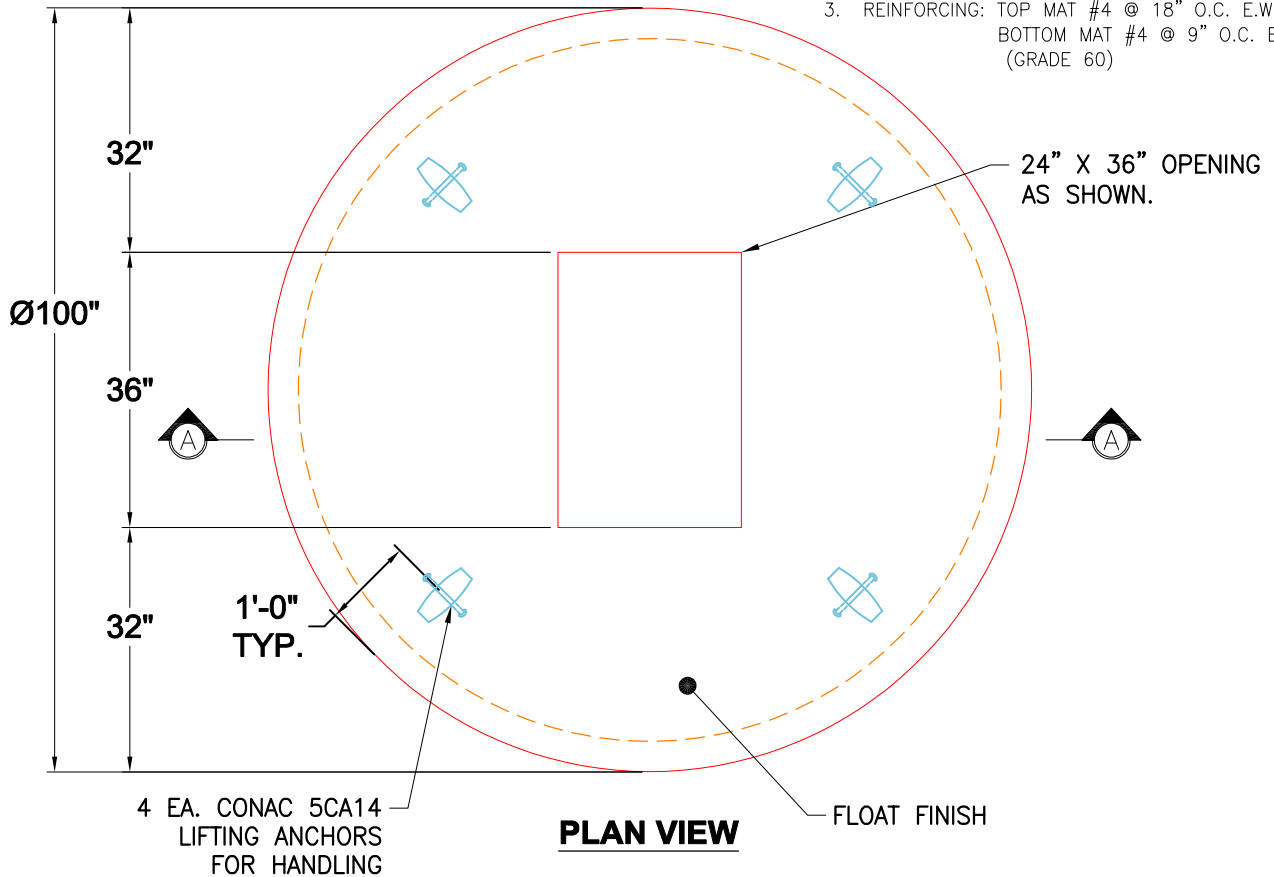 3. REINFORCING: TOP MAT #4 @ 18" O.C. E.W
BOTTOM MAT #4 @ 9" O.C. E
(GRADE 60)
32"
24" X 36" OPENING
AS SHOWN.
Ø100"
36"
A
A
1'-0"
TYP.
32"
4 EA. CONAC 5CA14
LIFTING ANCHORS
FOR HANDLING
PLAN VIEW
FLOAT FINISH